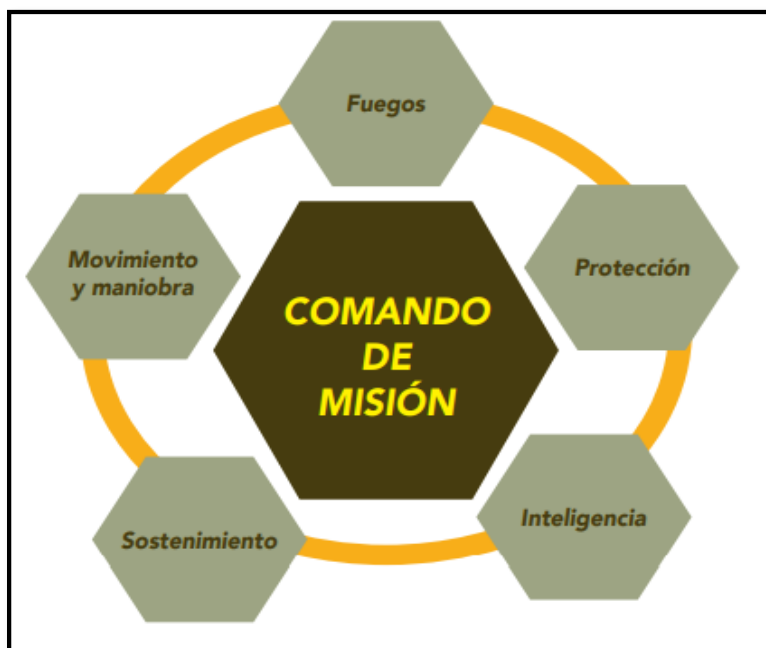 Fuegos
Protección
Movimiento
y maniobra
COMANDO
DE
MISIÓN
Inteligencia
Sostenimiento